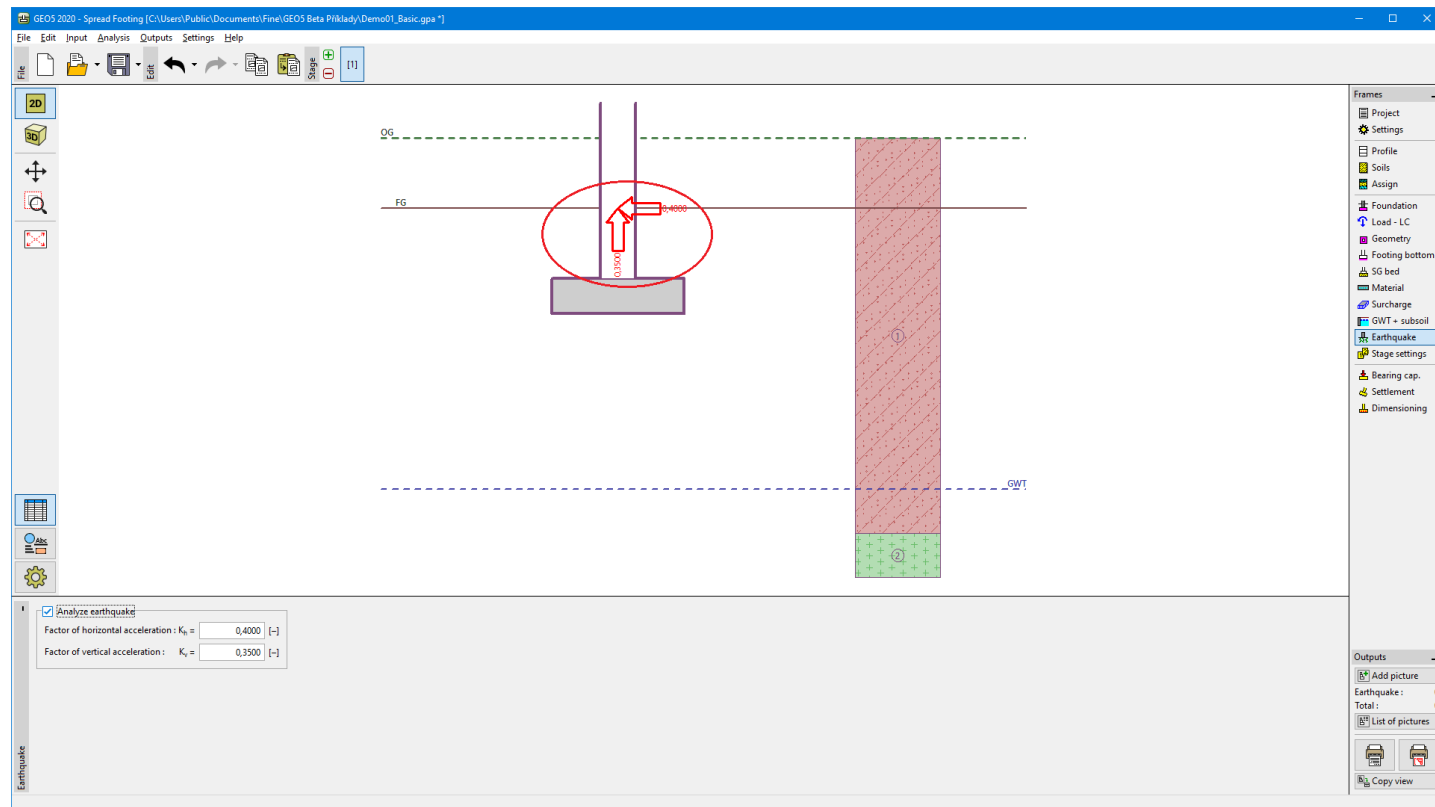 GEO5 2020 - Spread Footing [C:\Users\Public\Documents\Fine\GEO5 Beta Příklady\Demo01_Basic.gpa *]
File Edit Input Analysis Outputs Settings Help
File
Edit
Stage
[1]
2D
3D
Abc
OG
FG
0,4000
0,3500
GWT
1
2
Frames
Project
Settings
Profile
Soils
Assign
Foundation
Load - LC
Geometry
Footing bottom
SG bed
Material
Surcharge
GWT + subsoil
Earthquake
Stage settings
Bearing cap.
Settlement
Dimensioning
Earthquake
Analyze earthquake
Factor of horizontal acceleration : Kh = 0,4000 [–]
Factor of vertical acceleration : Kv = 0,3500 [–]
Outputs
Add picture
Earthquake :
Total :
List of pictures
Copy view